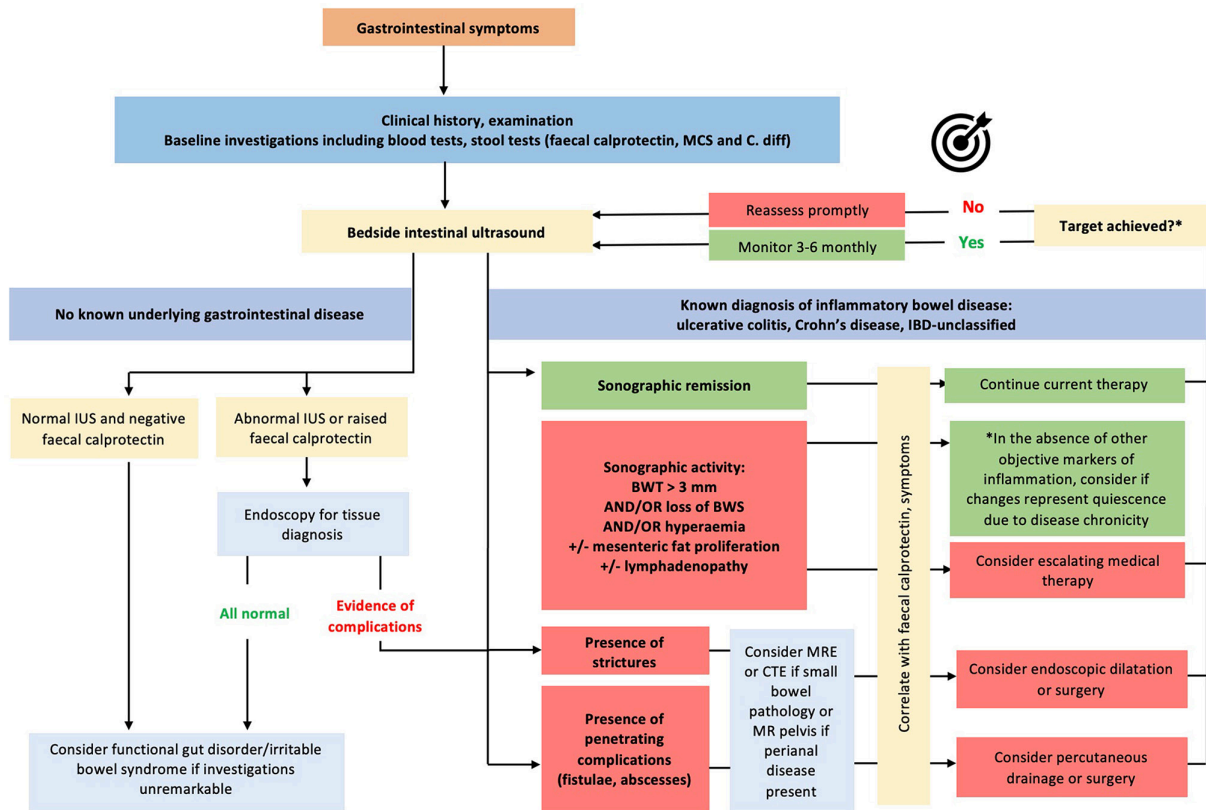 Gastrointestinal symptoms
Clinical history, examination
Baseline investigations including blood tests, stool tests (faecal calprotectin, MCS and C. diff)
Bedside intestinal ultrasound
Reassess promptly
No
Monitor 3-6 monthly
Yes
Target achieved?*
No known underlying gastrointestinal disease
Known diagnosis of inflammatory bowel disease:
ulcerative colitis, Crohn’s disease, IBD-unclassified
Normal IUS and negative
faecal calprotectin
Abnormal IUS or raised
faecal calprotectin
Endoscopy for tissue
diagnosis
All normal
Evidence of
complications
Consider functional gut disorder/irritable
bowel syndrome if investigations
unremarkable
Sonographic remission
Sonographic activity:
BWT > 3 mm
AND/OR loss of BWS
AND/OR hyperaemia
+/- mesenteric fat proliferation
+/- lymphadenopathy
Presence of
strictures
Presence of
penetrating
complications
(fistulae, abscesses)
Consider MRE
or CTE if small
bowel
pathology or
MR pelvis if
perianal
disease
present
Correlate with faecal calprotectin, symptoms
Continue current therapy
*In the absence of other
objective markers of
inflammation, consider if
changes represent quiescence
due to disease chronicity
Consider escalating medical
therapy
Consider endoscopic dilatation
or surgery
Consider percutaneous
drainage or surgery